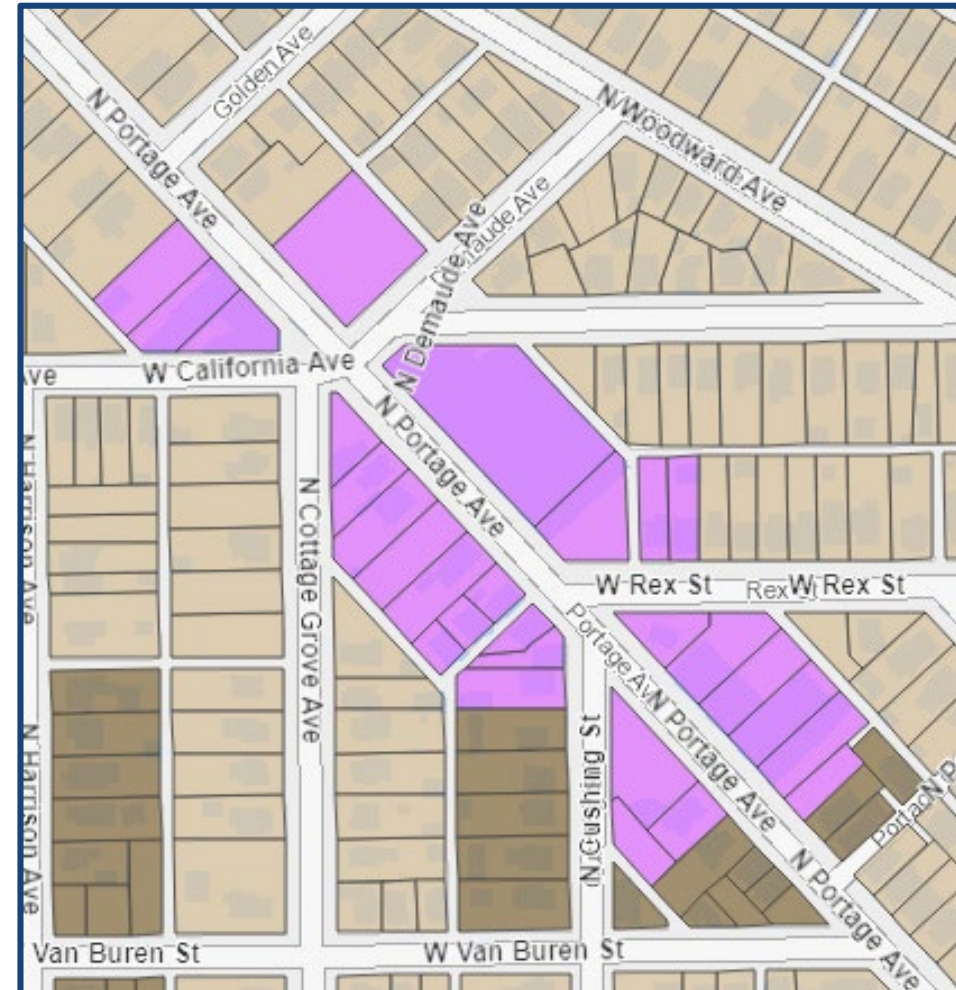 Golden Ave
N Portage Ave
N Woodward Ave
N Demaude Ave
W California Ave
Ave
N Portage Ave
N Harrison Ave
N Cottage Grove Ave
W Rex St
Rex
W Rex St
Portage Av
N Portage Ave
N Cushing St
N Harrison Ave
N Portage Ave
Van Buren St
W Van Buren St